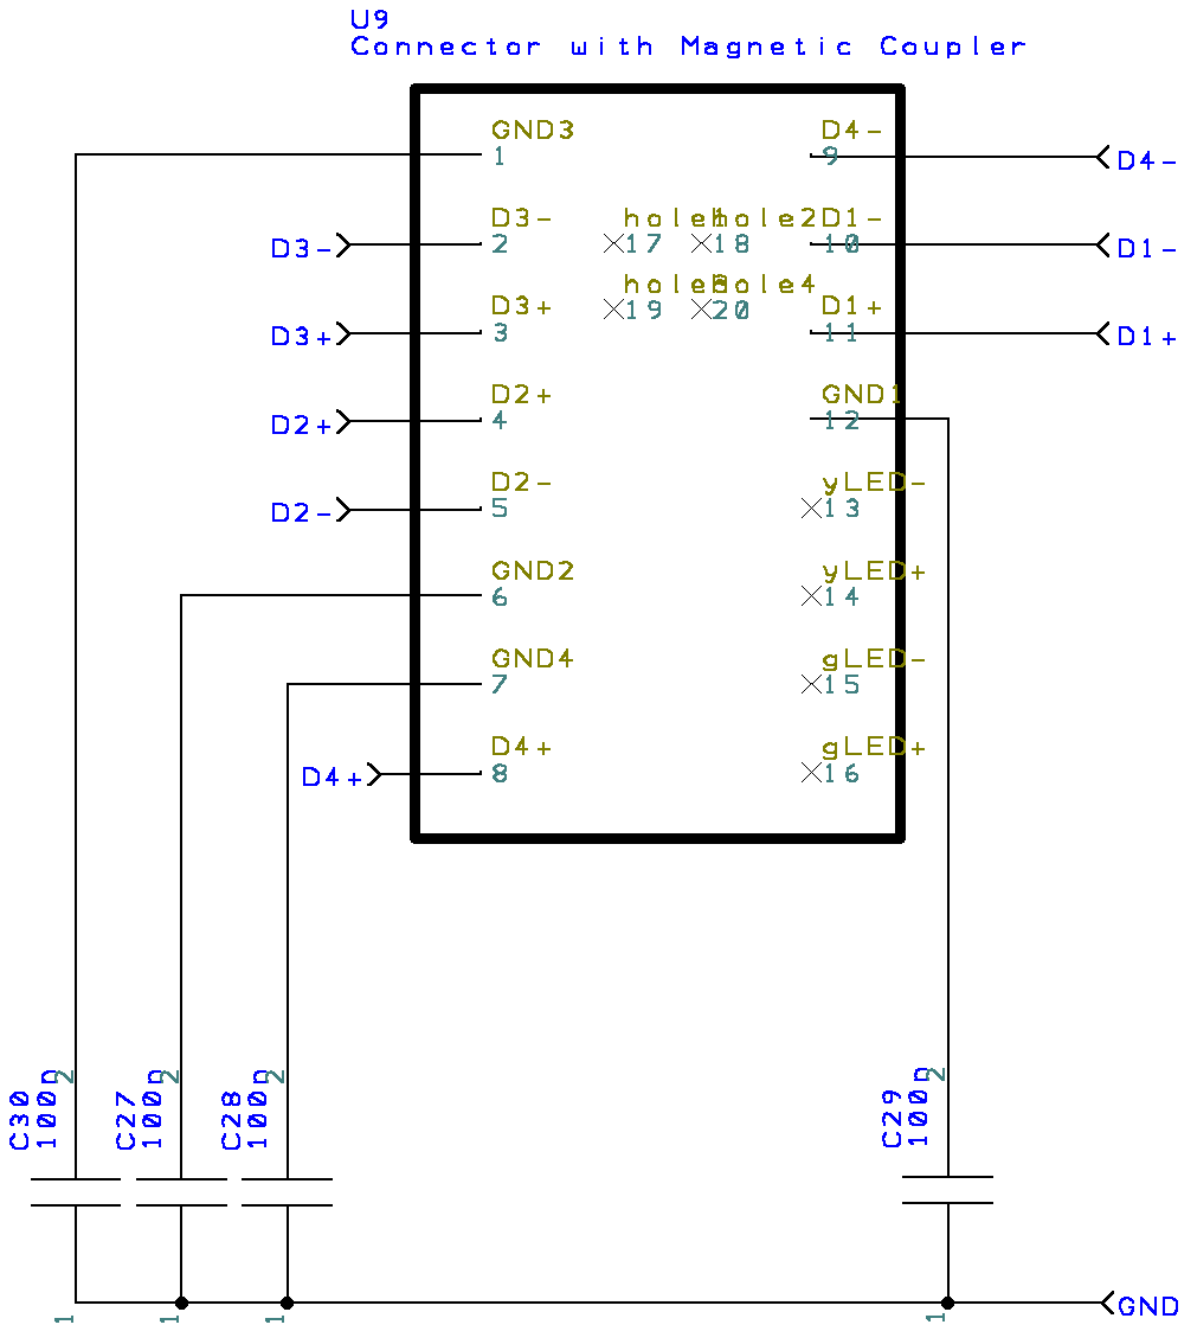 U9
Connector with Magnetic Coupler
GND3
1
D4-
9
D4-
D3-
D3-
2
hole1
17
hole2
18
D1-
10
D1-
hole3
19
hole4
20
D3+
D3+
3
D1+
11
D1+
D2+
D2+
4
GND1
12
D2-
D2-
5
yLED-
13
GND2
6
yLED+
14
GND4
7
gLED-
15
D4+
D4+
8
gLED+
16
C30
100n
2
C27
100n
2
C28
100n
2
C29
100n
2
1
1
1
1
GND